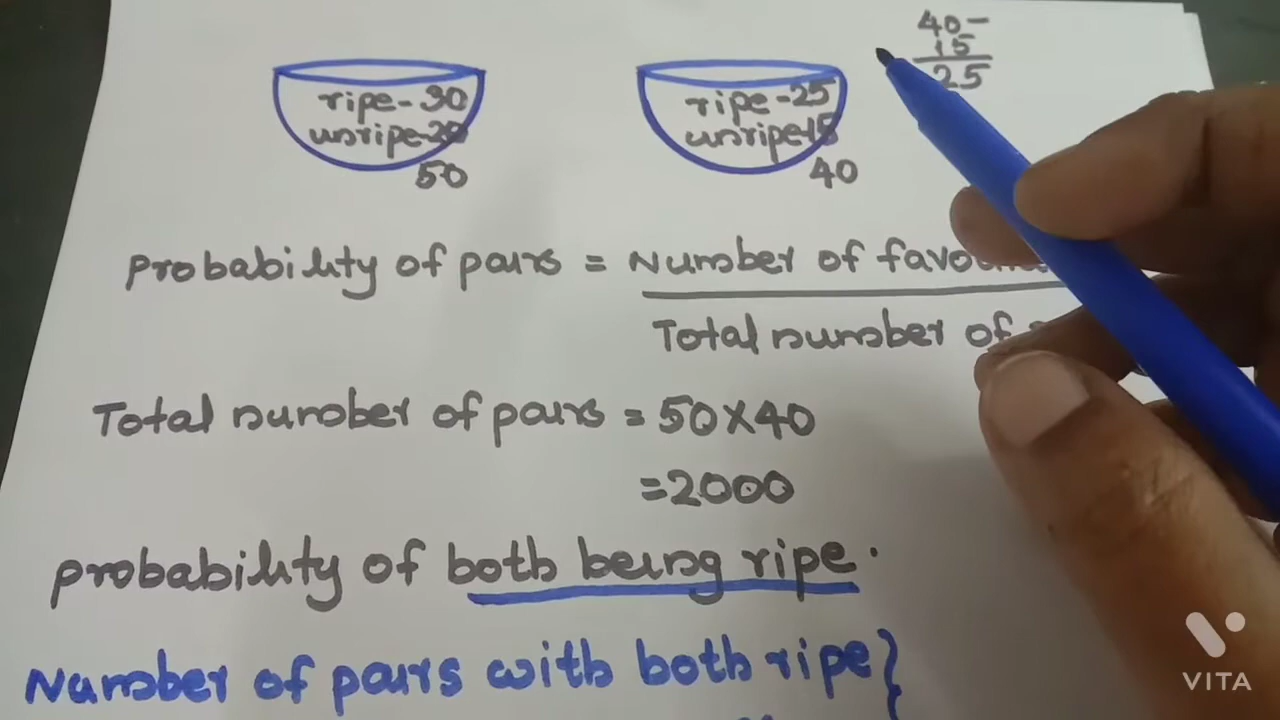 40-
15
25
ripe-30
unripe-20
50
ripe-25
unripe-15
40
Probability of pairs = Number of
Total number of
Total number of pairs = 50X40
=2000
probability of both being ripe.
Number of pairs with both ripe}
VITA